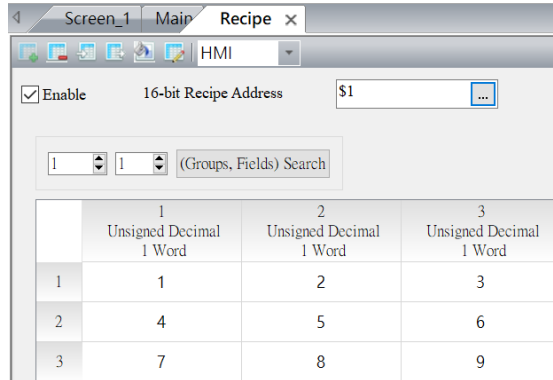 Screen_1 Main Recipe
HMI
Enable 16-bit Recipe Address $1 ...
1 1 (Groups, Fields) Search
1 2 3
Unsigned Decimal Unsigned Decimal Unsigned Decimal
1 Word 1 Word 1 Word
1 1 2 3
2 4 5 6
3 7 8 9